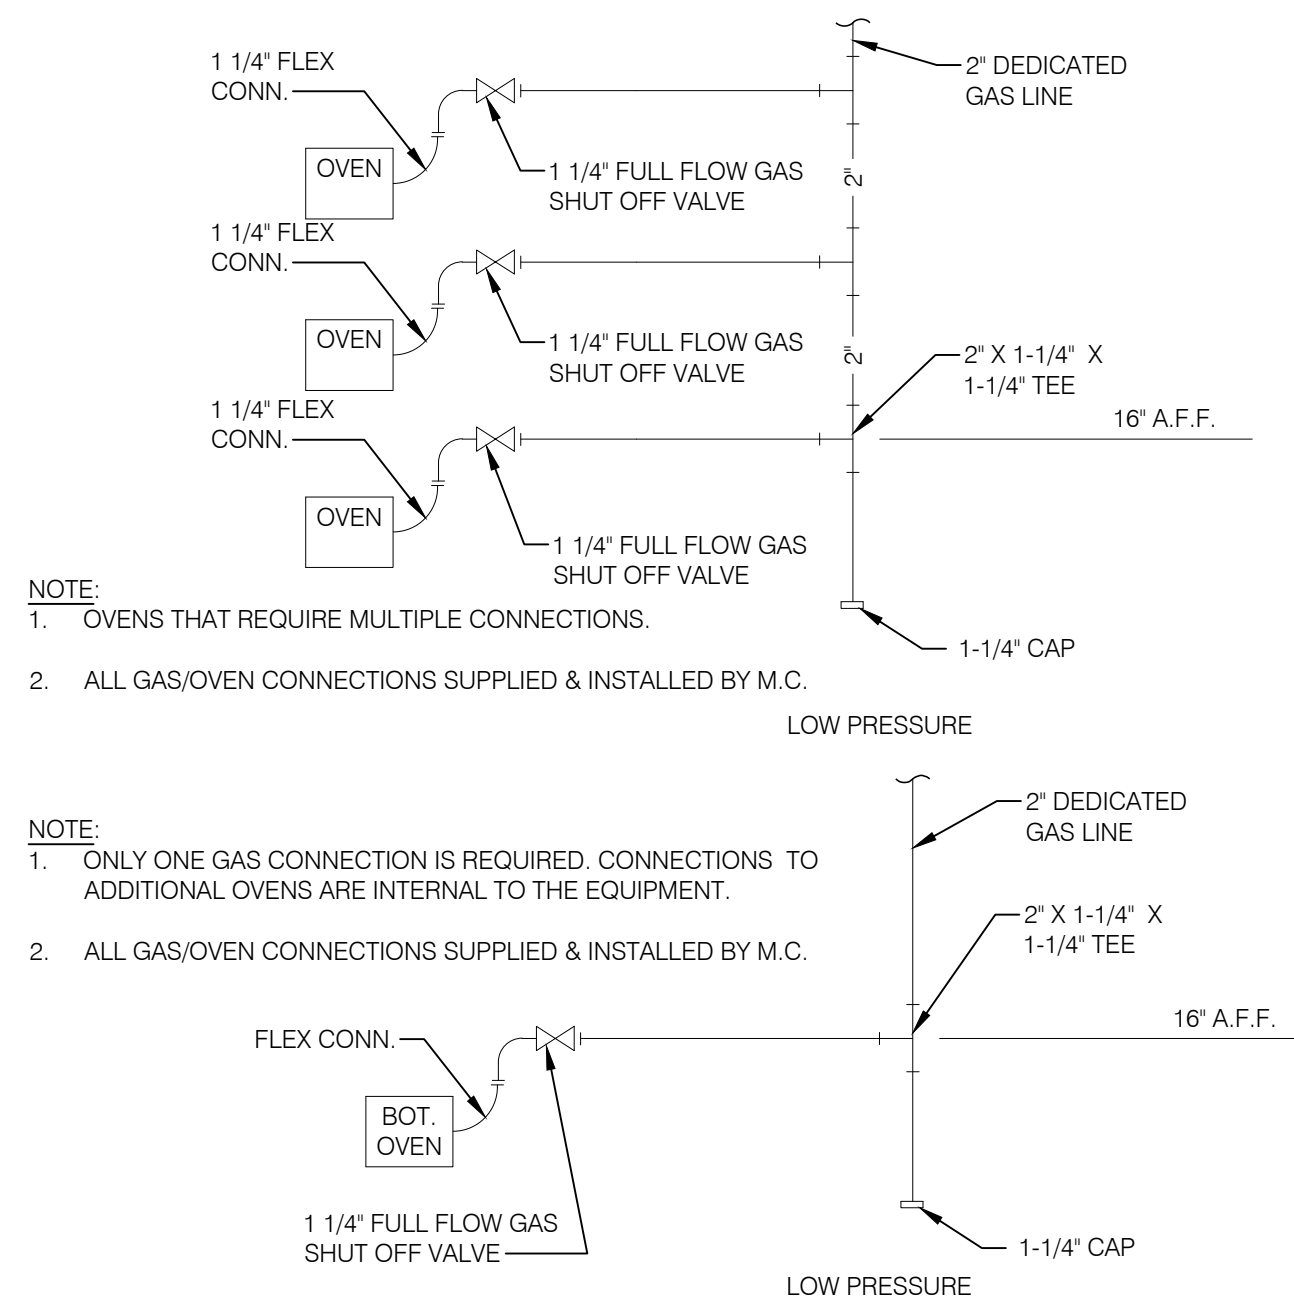 1 1/4" FLEX
CONN.
2" DEDICATED
GAS LINE
OVEN
1 1/4" FULL FLOW GAS
SHUT OFF VALVE
2"
1 1/4" FLEX
CONN.
OVEN
1 1/4" FULL FLOW GAS
SHUT OFF VALVE
2"
2" X 1-1/4" X
1-1/4" TEE
1 1/4" FLEX
CONN.
16" A.F.F.
OVEN
1 1/4" FULL FLOW GAS
SHUT OFF VALVE
NOTE:
1. OVENS THAT REQUIRE MULTIPLE CONNECTIONS.
1-1/4" CAP
2. ALL GAS/OVEN CONNECTIONS SUPPLIED & INSTALLED BY M.C.
LOW PRESSURE
2" DEDICATED
GAS LINE
NOTE:
1. ONLY ONE GAS CONNECTION IS REQUIRED. CONNECTIONS TO
ADDITIONAL OVENS ARE INTERNAL TO THE EQUIPMENT.
2. ALL GAS/OVEN CONNECTIONS SUPPLIED & INSTALLED BY M.C.
2" X 1-1/4" X
1-1/4" TEE
16" A.F.F.
FLEX CONN.
BOT.
OVEN
1 1/4" FULL FLOW GAS
SHUT OFF VALVE
1-1/4" CAP
LOW PRESSURE